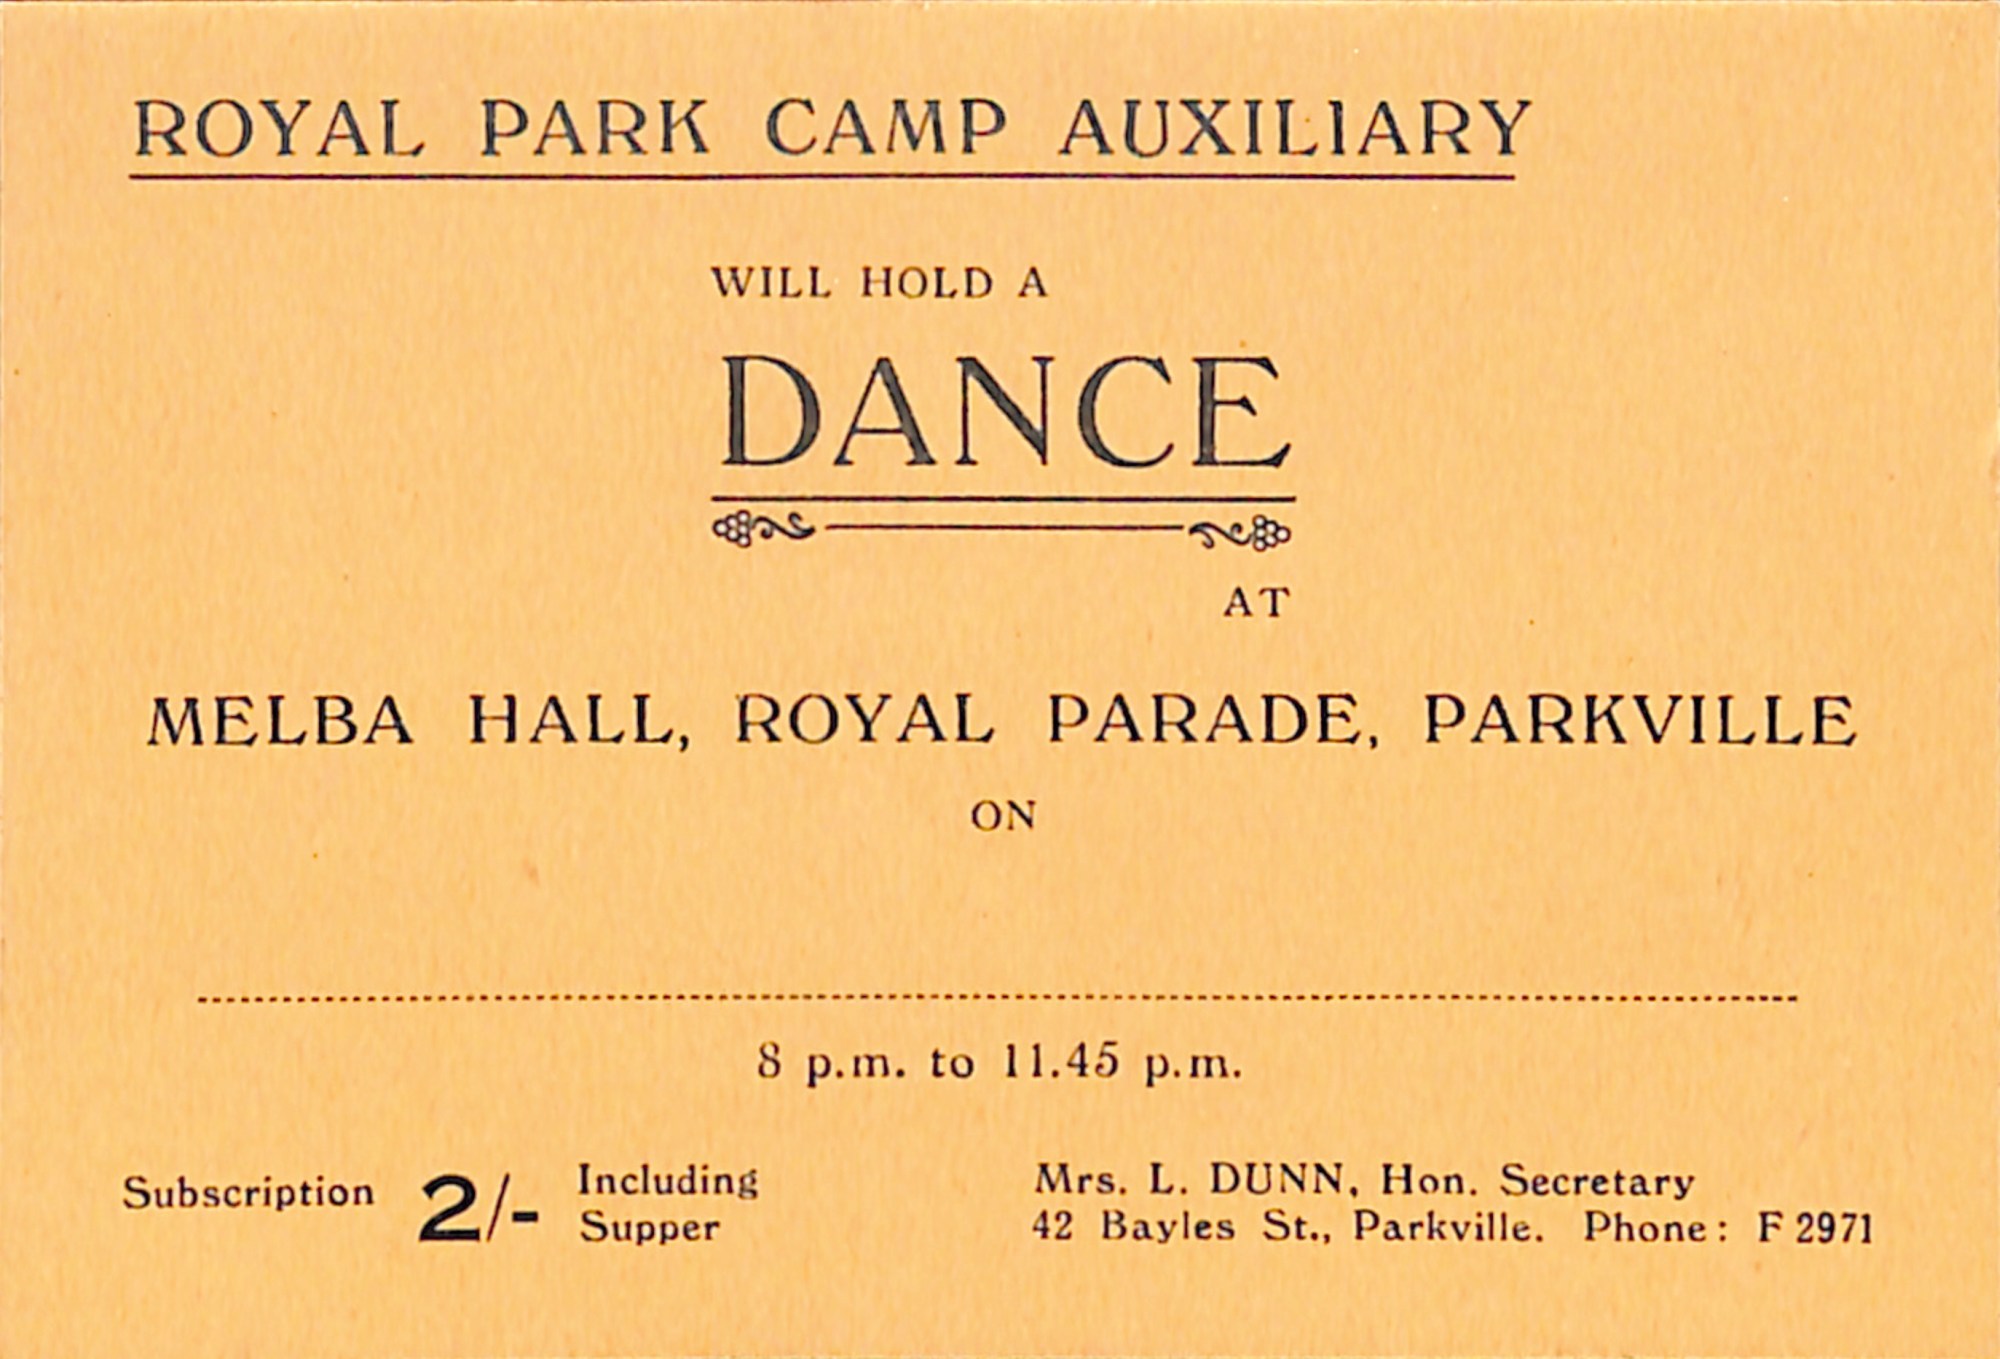 ROYAL PARK CAMP AUXILIARY
WILL HOLD A
DANCE
AT
MELBA HALL, ROYAL PARADE, PARKVILLE
ON
8 p.m. to 11.45 p.m.
Subscription 2/- Including Supper
Mrs. L. DUNN, Hon. Secretary
42 Bayles St., Parkville. Phone: F 2971